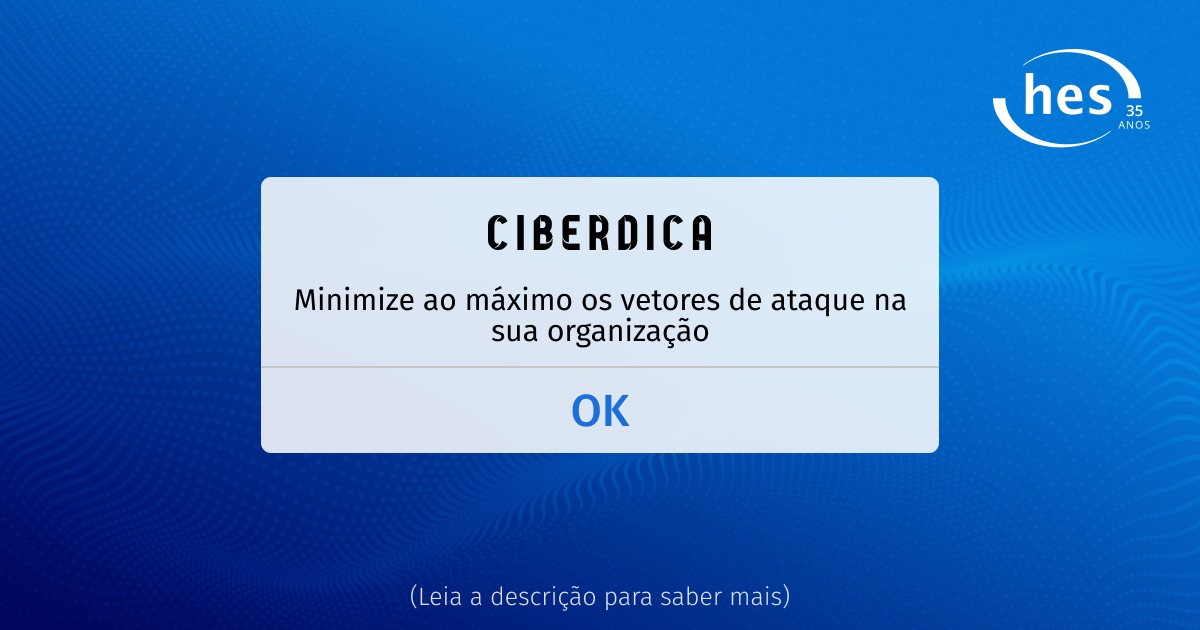 hes
35
ANOS
CIBERDICA
Minimize ao máximo os vetores de ataque na
sua organização
OK
(Leia a descrição para saber mais)